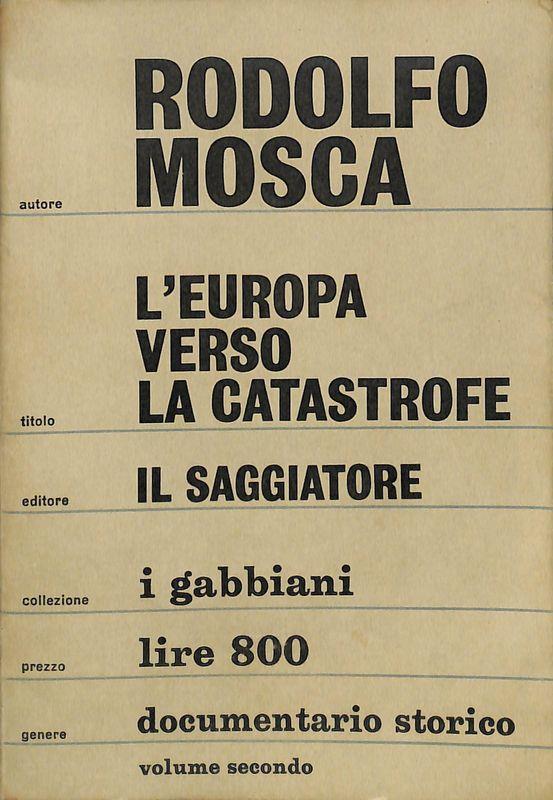 RODOLFO
MOSCA
autore
L'EUROPA
VERSO
LA CATASTROFE
titolo
IL SAGGIATORE
editore
i gabbiani
collezione
lire 800
prezzo
documentario storico
genere
volume secondo